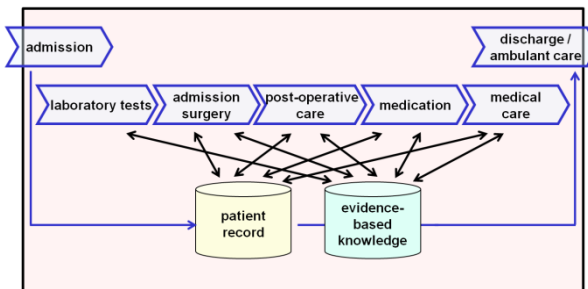 admission
discharge /
ambulant care
laboratory tests
admission
surgery
post-operative
care
medication
medical
care
patient
record
evidence-
based
knowledge